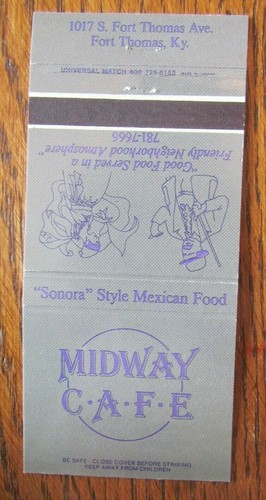 1017 S. Fort Thomas Ave.
Fort Thomas, Ky.
UNIVERSAL MATCH
"Good Food Served in a
Friendly Neighborhood Atmosphere"
781-7666
"Sonora" Style Mexican Food
MIDWAY
C·A·F·E
BE SAFE - CLOSE COVER BEFORE STRIKING
KEEP AWAY FROM CHILDREN